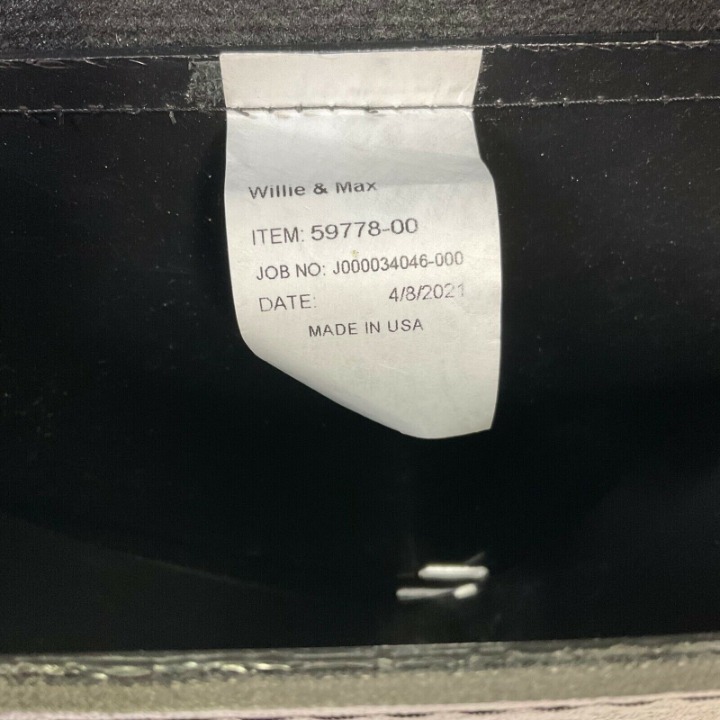 Willie & Max
ITEM: 59778-00
JOB NO: J000034046-000
DATE: 4/8/2021
MADE IN USA